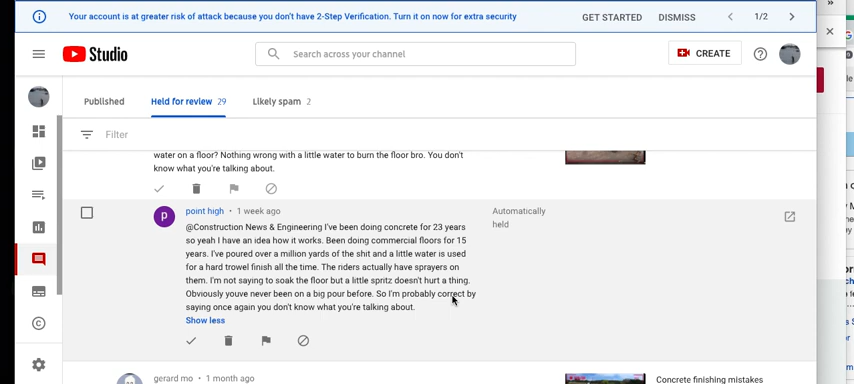 Your account is at greater risk of attack because you don't have 2-Step Verification. Turn it on now for extra security
GET STARTED
DISMISS
1/2
Studio
Search across your channel
CREATE
Published
Held for review 29
Likely spam 2
Filter
water on a floor? Nothing wrong with a little water to burn the floor bro. You don't
know what you're talking about.
point high • 1 week ago
Automatically
held
@Construction News & Engineering I've been doing concrete for 23 years
so yeah I have an idea how it works. Been doing commercial floors for 15
years. I've poured over a million yards of the shit and a little water is used
for a hard trowel finish all the time. The riders actually have sprayers on
them. I'm not saying to soak the floor but a little spritz doesn't hurt a thing.
Obviously youve never been on a big pour before. So I'm probably correct by
saying once again you don't know what you're talking about.
Show less
gerard mo • 1 month ago
Concrete finishing mistakes